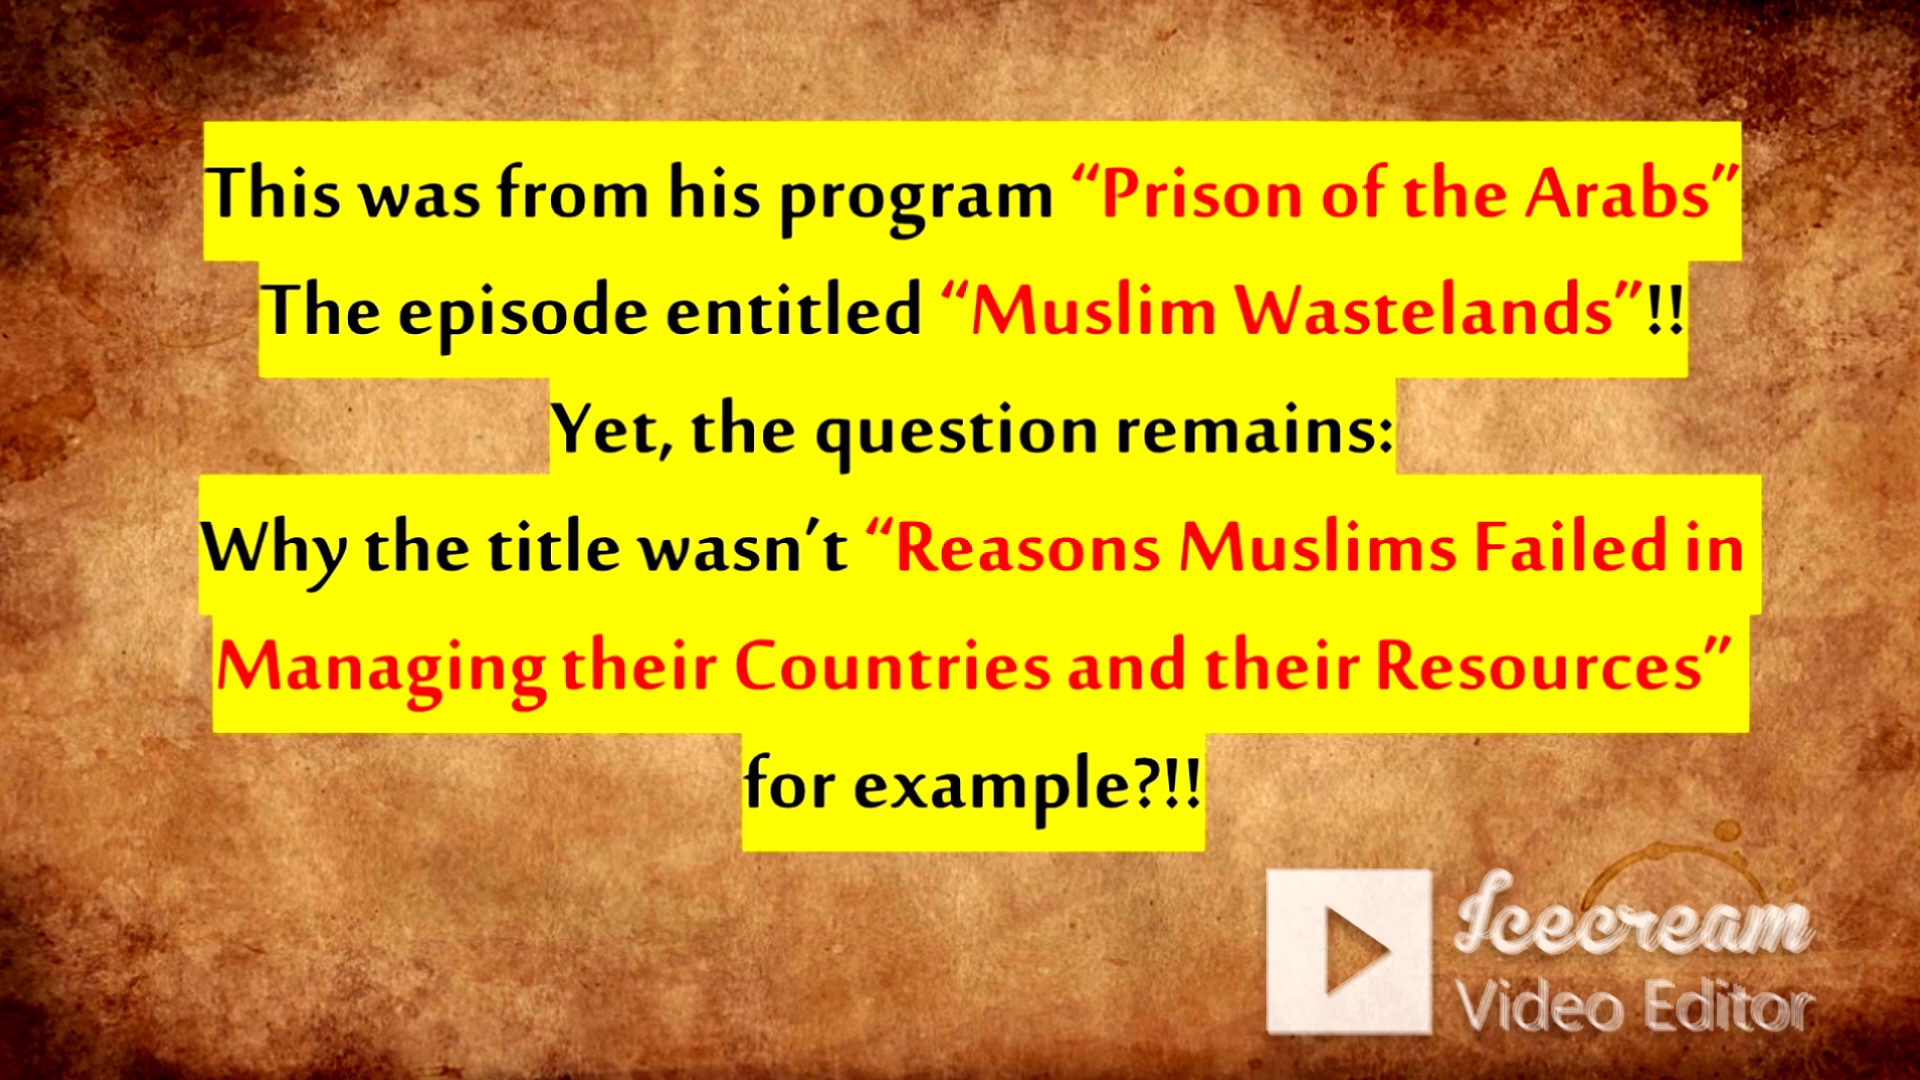 This was from his program “Prison of the Arabs”
The episode entitled “Muslim Wastelands”!!
Yet, the question remains:
Why the title wasn’t “Reasons Muslims Failed in
Managing their Countries and their Resources”
for example?!!
Icecream
Video Editor